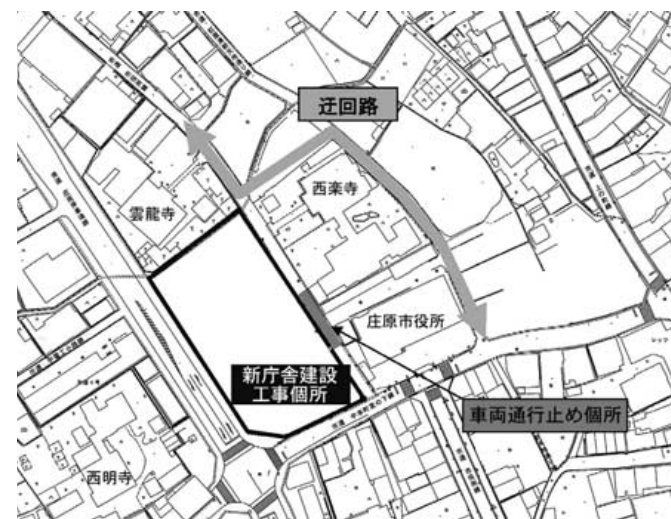 迂回路
西楽寺
雲龍寺
庄原市役所
新庁舎建設
工事個所
車両通行止め個所
西明寺